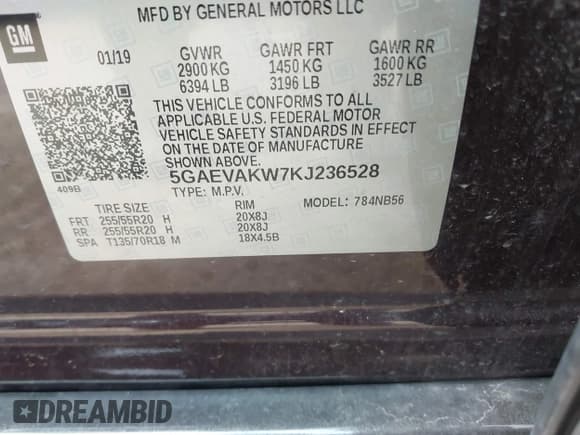 MFD BY GENERAL MOTORS LLC
GM
01/19 GVWR GAWR FRT GAWR RR
2900 KG 1450 KG 1600 KG
6394 LB 3196 LB 3527 LB
THIS VEHICLE CONFORMS TO ALL
APPLICABLE U.S. FEDERAL MOTOR
VEHICLE SAFETY STANDARDS IN EFFECT
ON THE DATE OF MANUFACTURE
SHOWN ABOVE.
409B
5GAEVAKW7KJ236528
TYPE: M.P.V. MODEL: 784NB56
TIRE SIZE RIM
FRT 255/55R20 H 20X8J
RR 255/55R20 H 20X8J
SPA T135/70R18 M 18X4.5B
DREAMBID